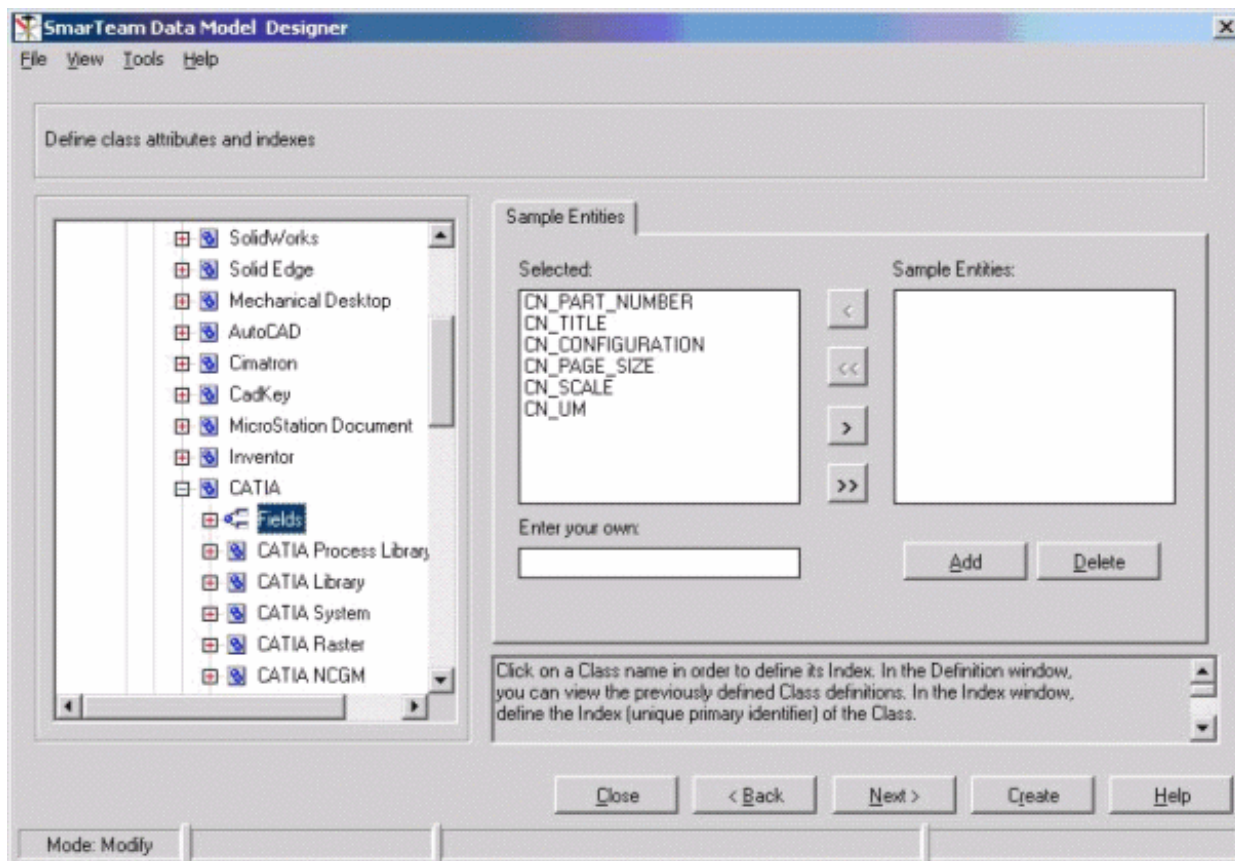 SmarTeam Data Model Designer
File View Tools Help
Define class attributes and indexes
SolidWorks
Solid Edge
Mechanical Desktop
AutoCAD
Cimatron
CadKey
MicroStation Document
Inventor
CATIA
Fields
CATIA Process Library
CATIA Library
CATIA System
CATIA Raster
CATIA NCGM
Sample Entities
Selected:
CN_PART_NUMBER
CN_TITLE
CN_CONFIGURATION
CN_PAGE_SIZE
CN_SCALE
CN_UM
<
<<
>
>>
Sample Entities:
Enter your own:
Add Delete
Click on a Class name in order to define its Index. In the Definition window,
you can view the previously defined Class definitions. In the Index window,
define the Index (unique primary identifier) of the Class.
Close < Back Next > Create Help
Mode: Modify